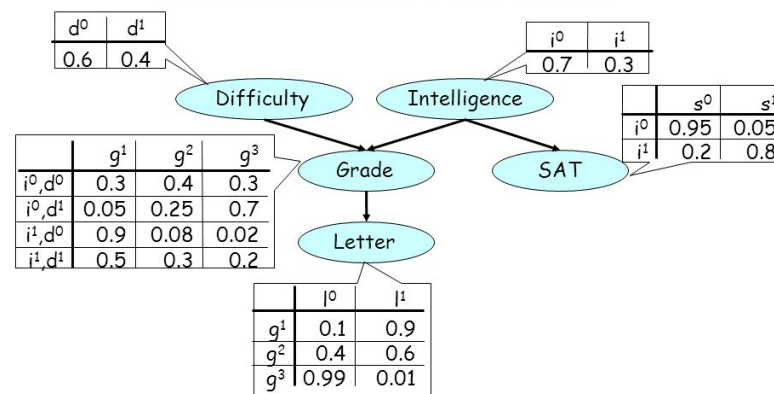 d⁰ d¹
0.6 0.4
i⁰ i¹
0.7 0.3
Difficulty
Intelligence
s⁰ s¹
i⁰ 0.95 0.05
i¹ 0.2 0.8
g¹ g² g³
i⁰,d⁰ 0.3 0.4 0.3
i⁰,d¹ 0.05 0.25 0.7
i¹,d⁰ 0.9 0.08 0.02
i¹,d¹ 0.5 0.3 0.2
Grade
SAT
Letter
l⁰ l¹
g¹ 0.1 0.9
g² 0.4 0.6
g³ 0.99 0.01